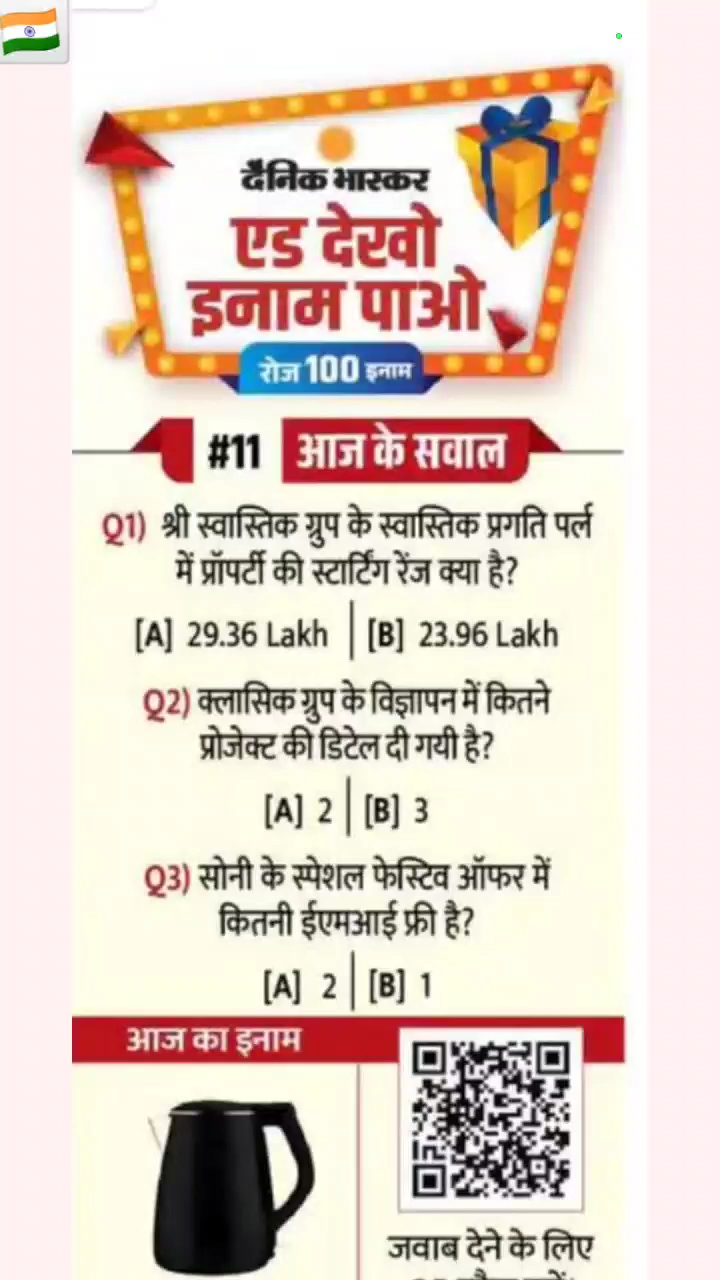 दैनिक भास्कर
एड देखो
इनाम पाओ
रोज 100 इनाम
#11 आज के सवाल
Q1) श्री स्वास्तिक ग्रुप के स्वास्तिक प्रगति पर्ल
में प्रॉपर्टी की स्टार्टिंग रेंज क्या है?
[A] 29.36 Lakh | [B] 23.96 Lakh
Q2) क्लासिक ग्रुप के विज्ञापन में कितने
प्रोजेक्ट की डिटेल दी गयी है?
[A] 2 | [B] 3
Q3) सोनी के स्पेशल फेस्टिव ऑफर में
कितनी ईएमआई फ्री है?
[A] 2 | [B] 1
आज का इनाम
जवाब देने के लिए